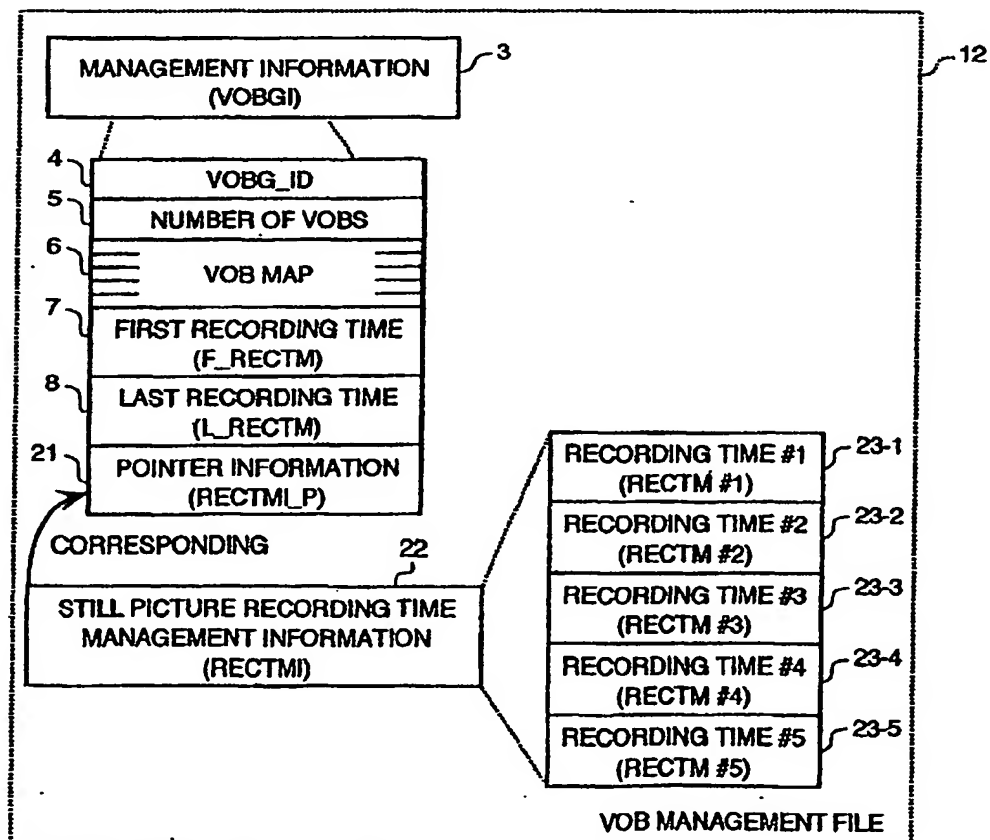 3
12
MANAGEMENT INFORMATION
(VOBGI)
4
VOBG_ID
5
NUMBER OF VOBS
6
VOB MAP
7
FIRST RECORDING TIME
(F_RECTM)
8
LAST RECORDING TIME
(L_RECTM)
21
POINTER INFORMATION
(RECTMI_P)
CORRESPONDING
22
STILL PICTURE RECORDING TIME
MANAGEMENT INFORMATION
(RECTMI)
RECORDING TIME #1
(RECTM #1)
23-1
RECORDING TIME #2
(RECTM #2)
23-2
RECORDING TIME #3
(RECTM #3)
23-3
RECORDING TIME #4
(RECTM #4)
23-4
RECORDING TIME #5
(RECTM #5)
23-5
VOB MANAGEMENT FILE